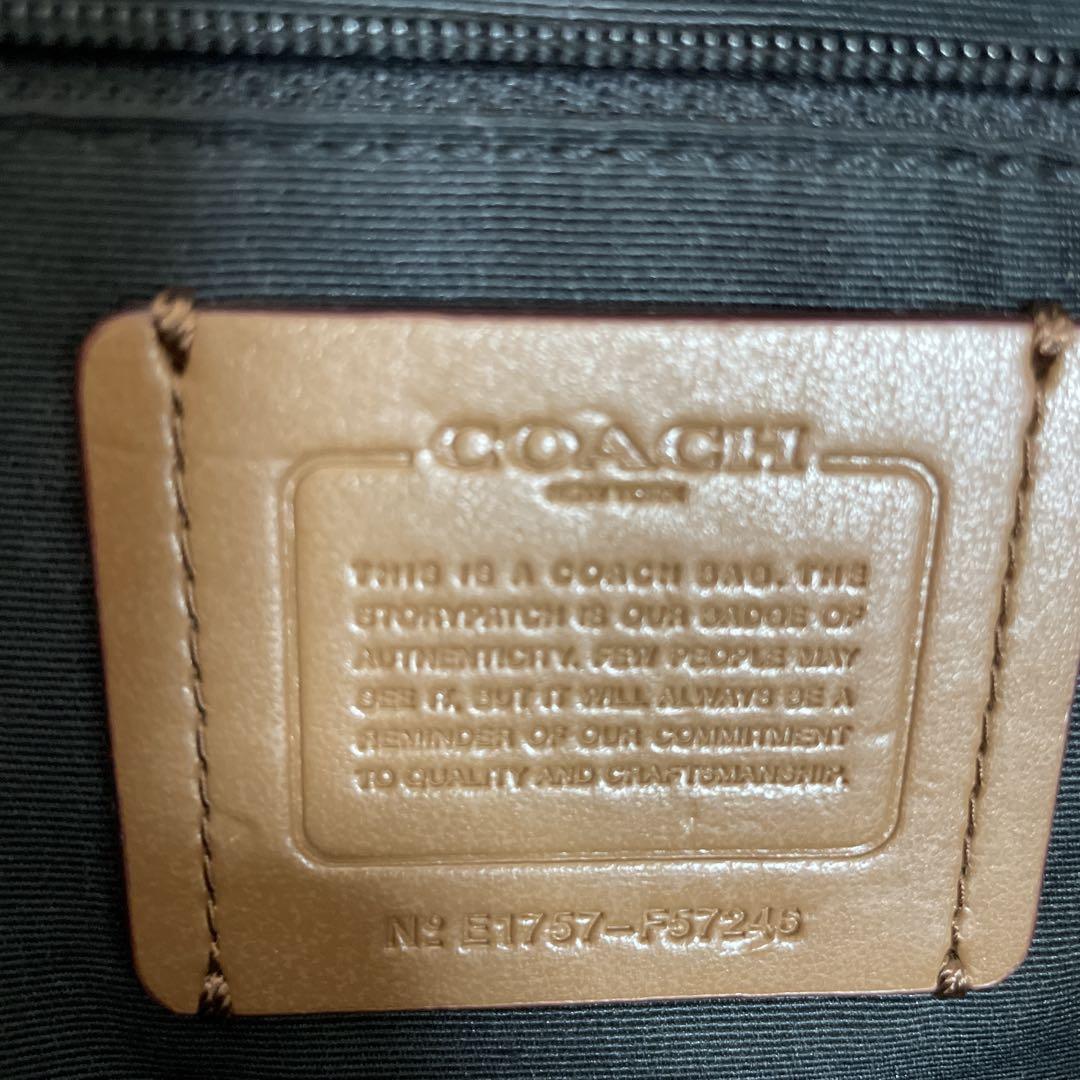 COACH
NEW YORK
THIS IS A COACH BAG. THIS
STORYPATCH IS OUR BADGE OF
AUTHENTICITY. FEW PEOPLE MAY
SEE IT, BUT IT WILL ALWAYS BE A
REMINDER OF OUR COMMITMENT
TO QUALITY AND CRAFTSMANSHIP.
Nº E1757-F57246